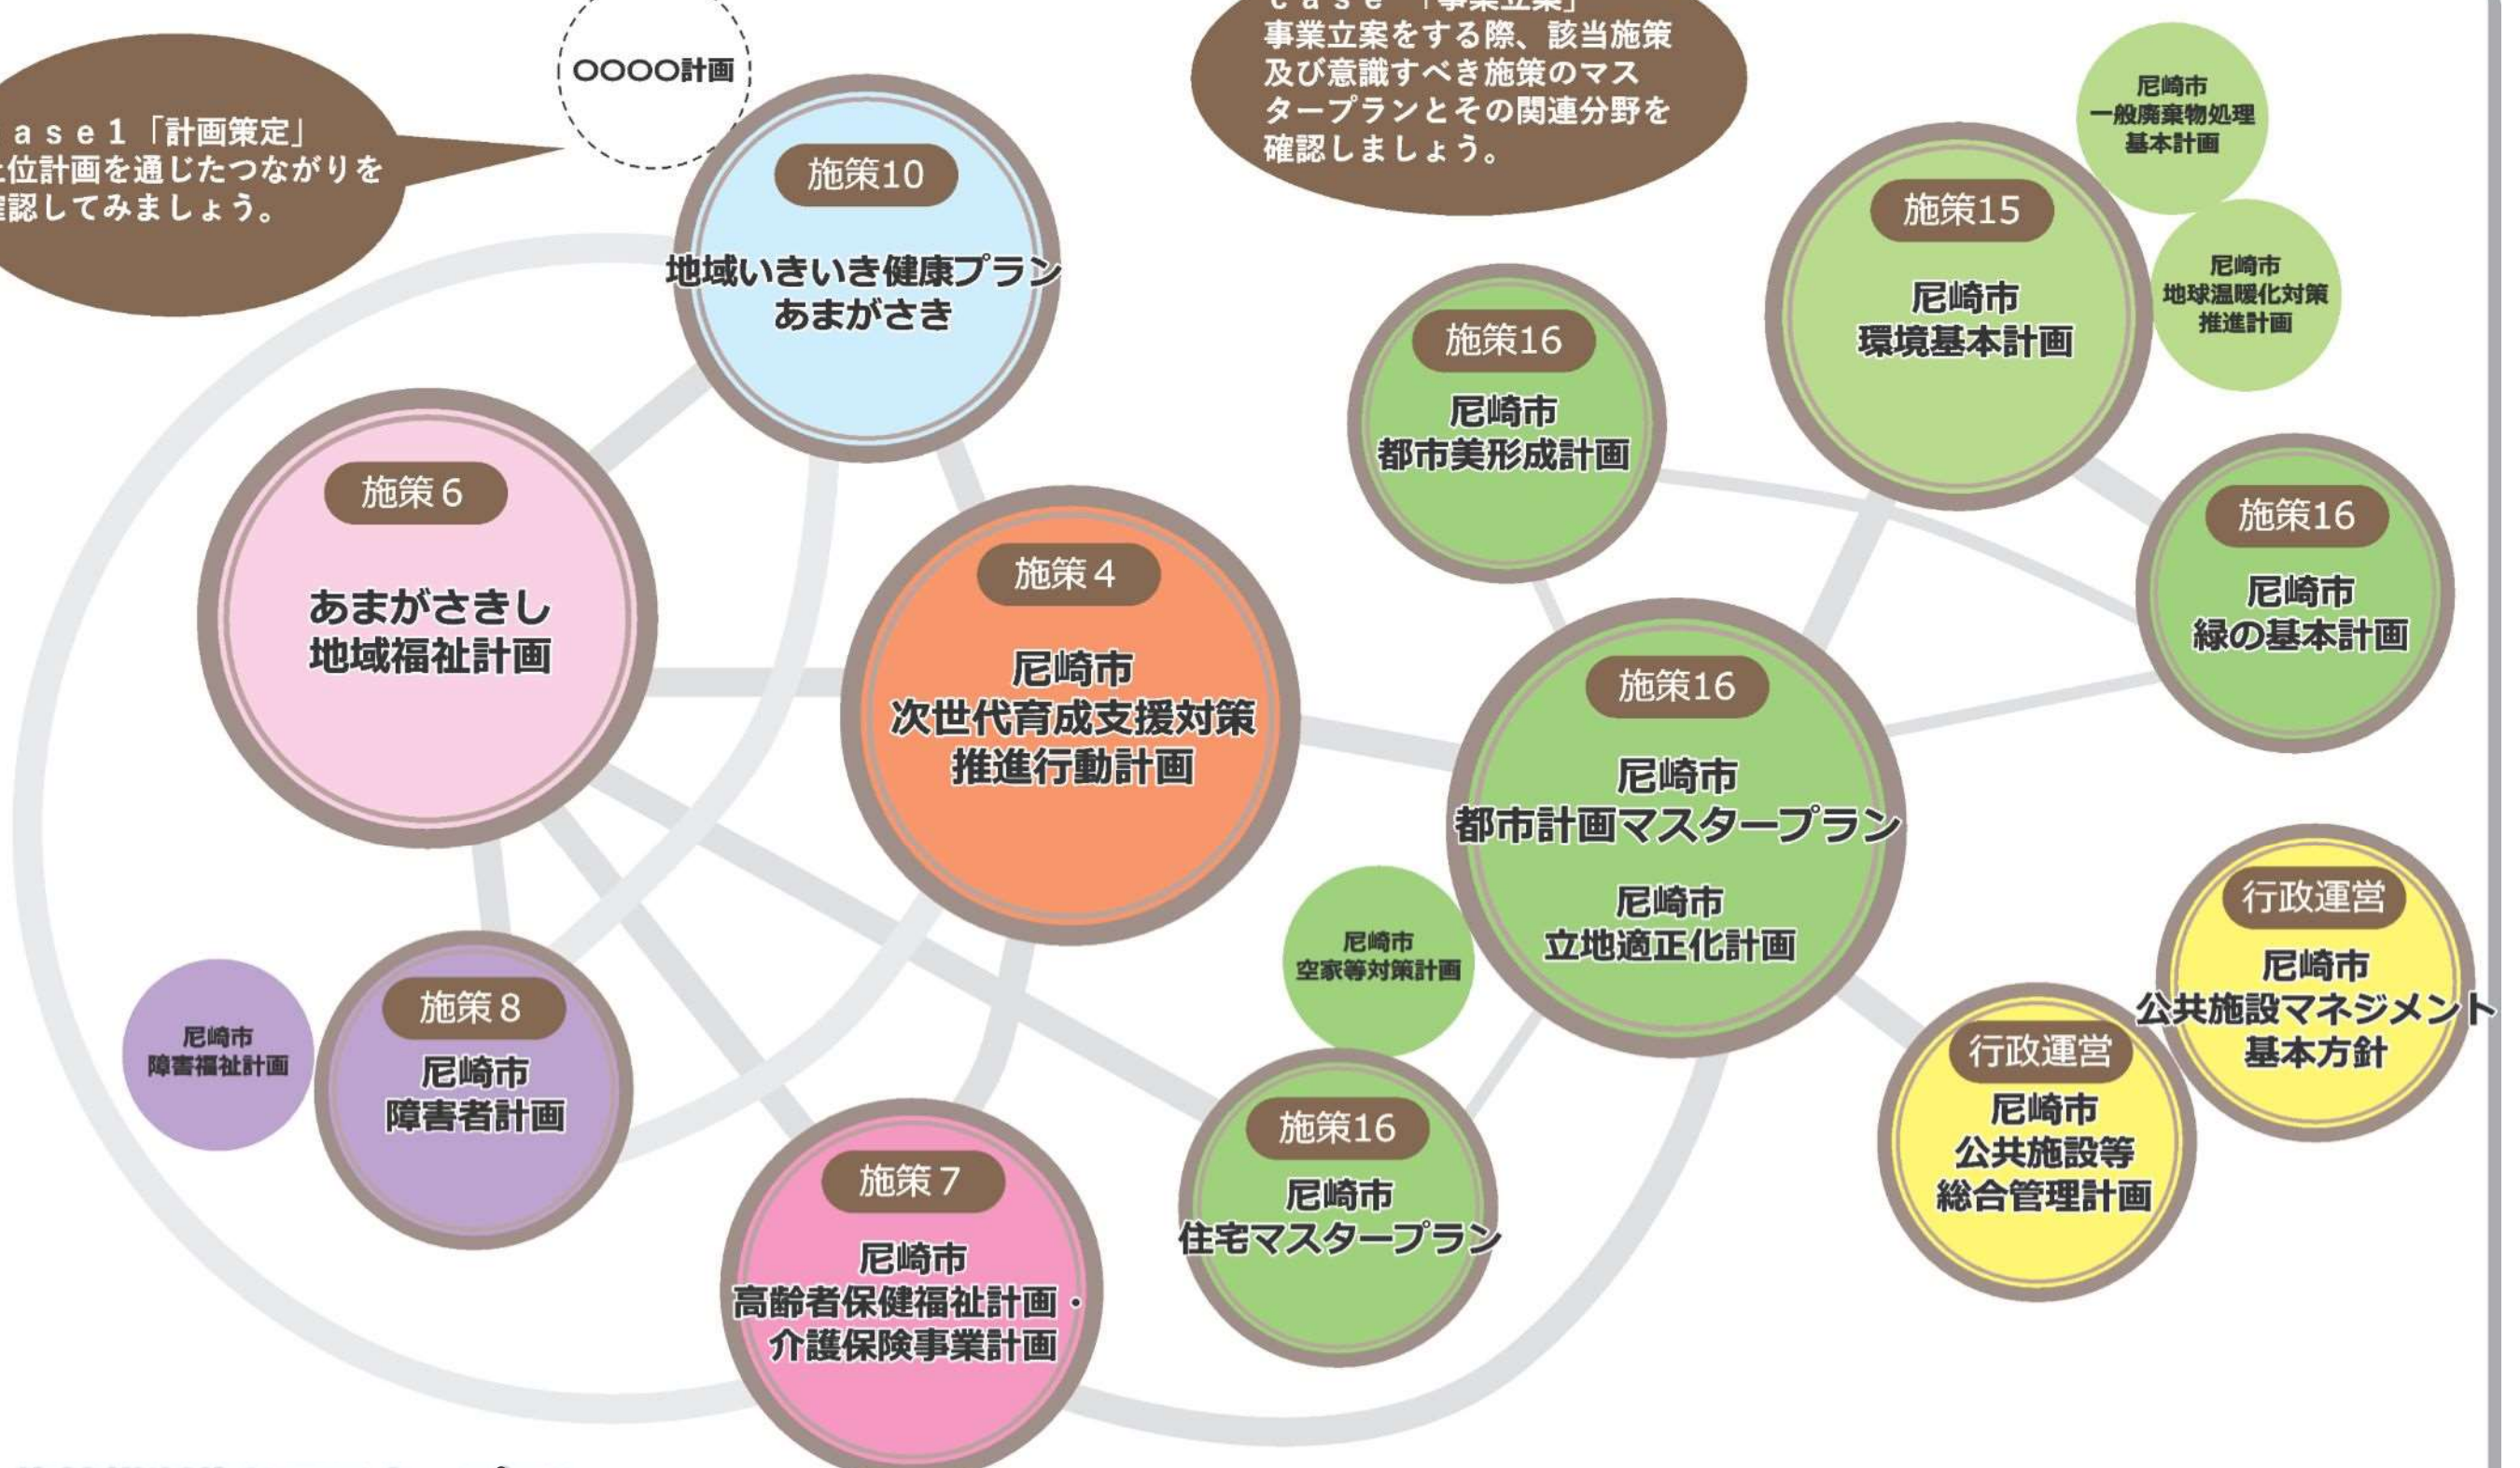 〇〇〇〇計画
ase1「計画策定」
位計画を通じたつながりを
認してみましょう。
case 「事業立案」
事業立案をする際、該当施策
及び意識すべき施策のマス
タープランとその関連分野を
確認しましょう。
施策10
地域いきいき健康プラン
あまがさき
尼崎市
一般廃棄物処理
基本計画
施策15
尼崎市
環境基本計画
尼崎市
地球温暖化対策
推進計画
施策16
尼崎市
都市美形成計画
施策6
あまがさきし
地域福祉計画
施策4
尼崎市
次世代育成支援対策
推進行動計画
施策16
尼崎市
緑の基本計画
施策16
尼崎市
都市計画マスタープラン
尼崎市
立地適正化計画
尼崎市
空家等対策計画
行政運営
尼崎市
公共施設マネジメント
基本方針
行政運営
尼崎市
公共施設等
総合管理計画
尼崎市
障害福祉計画
施策8
尼崎市
障害者計画
施策7
尼崎市
高齢者保健福祉計画・
介護保険事業計画
施策16
尼崎市
住宅マスタープラン